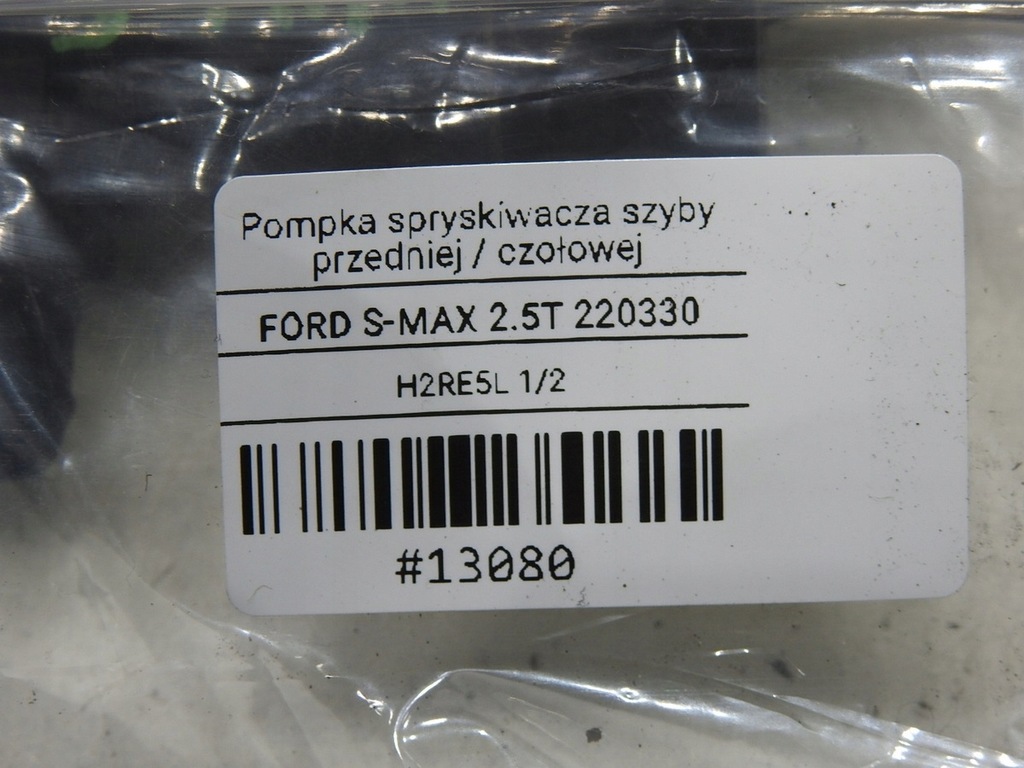 Pompka spryskiwacza szyby
przedniej / czołowej
FORD S-MAX 2.5T 220330
H2RE5L 1/2
#13080